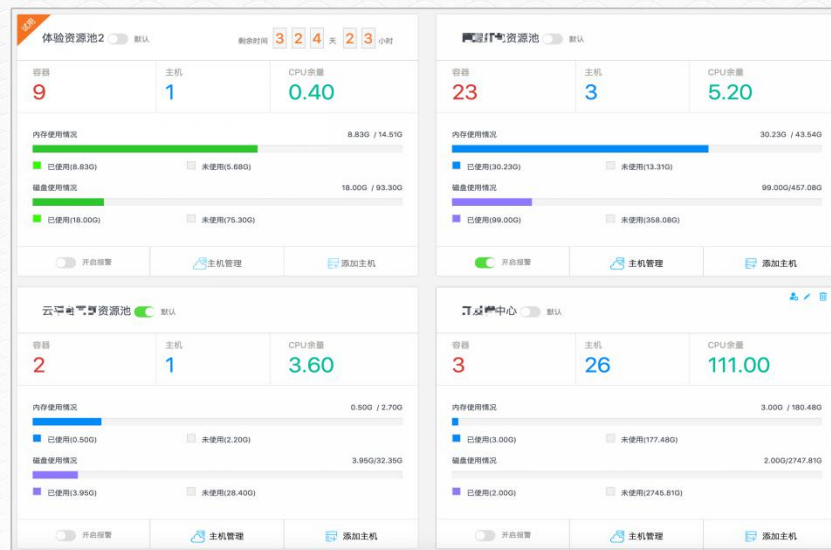 试用
体验资源池2 默认 剩余时间 3 2 4 天 2 3 小时
容器 主机 CPU余量
9 1 0.40
内存使用情况 8.83G / 14.51G
已使用(8.83G) 未使用(5.68G)
磁盘使用情况 18.00G / 93.30G
已使用(18.00G) 未使用(75.30G)
开启报警 主机管理 添加主机
资源池 默认
容器 主机 CPU余量
23 3 5.20
内存使用情况 30.23G / 43.54G
已使用(30.23G) 未使用(13.31G)
磁盘使用情况 99.00G/457.08G
已使用(99.00G) 未使用(358.08G)
开启报警 主机管理 添加主机
资源池 默认
容器 主机 CPU余量
2 1 3.60
内存使用情况 0.50G / 2.70G
已使用(0.50G) 未使用(2.20G)
磁盘使用情况 3.95G/32.35G
已使用(3.95G) 未使用(28.40G)
开启报警 主机管理 添加主机
中心 默认
容器 主机 CPU余量
3 26 111.00
内存使用情况 3.00G / 180.48G
已使用(3.00G) 未使用(177.48G)
磁盘使用情况 2.00G/2747.81G
已使用(2.00G) 未使用(2745.81G)
开启报警 主机管理 添加主机